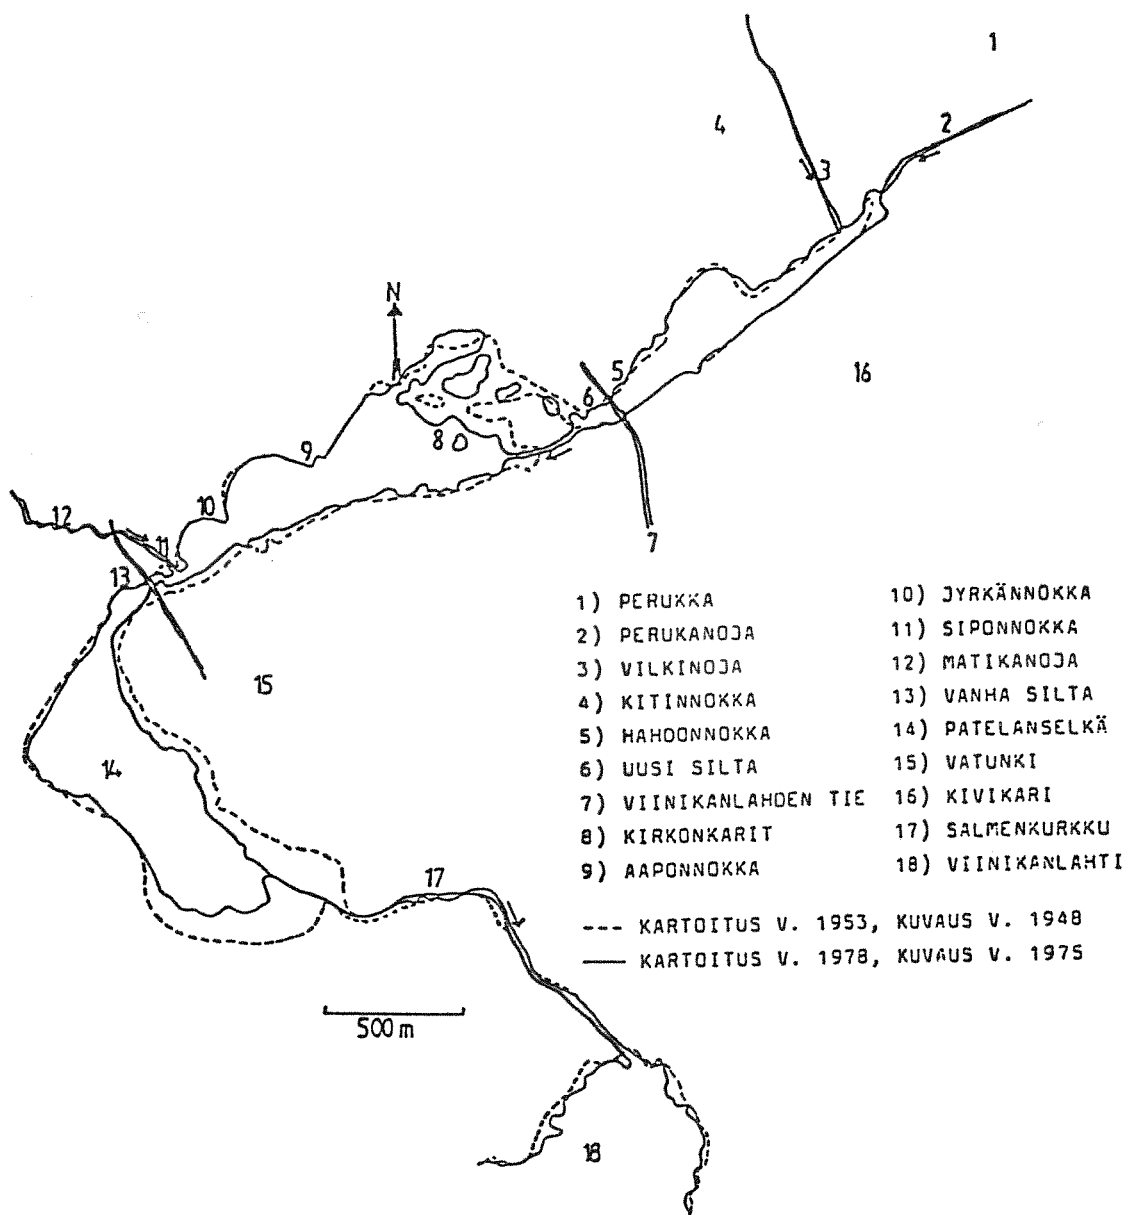 1
2
4
3
N
5
16
6
8
9
10
12
11
7
13
15
14
17
18
500 m
1) PERUKKA
2) PERUKANOJA
3) VILKINOJA
4) KITINNOKKA
5) HAHDONNOKKA
6) UUSI SILTA
7) VIINIKANLAHDEN TIE
8) KIRKONKARIT
9) AAPONNOKKA
10) JYRKÄNNOKKA
11) SIPONNOKKA
12) MATIKANOJA
13) VANHA SILTA
14) PATELANSELKÄ
15) VATUNKI
16) KIVIKARI
17) SALMENKURKKU
18) VIINIKANLAHTI
--- KARTOITUS V. 1953, KUVAUS V. 1948
— KARTOITUS V. 1978, KUVAUS V. 1975